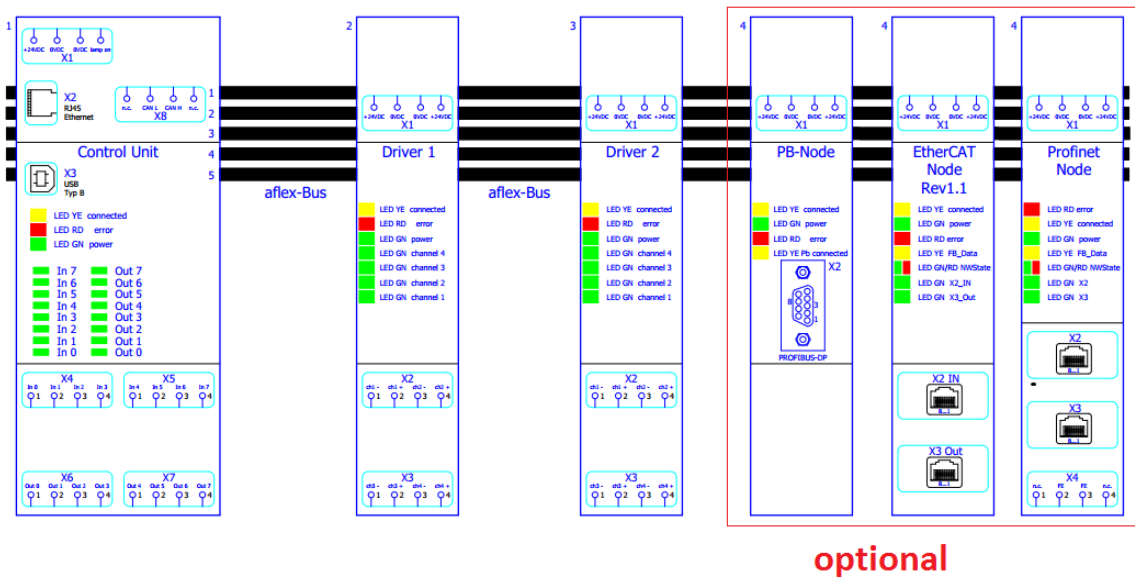 1
+24VDC 0VDC 0VDC lamp on
X1
X2
RJ45
Ethernet
n.c. CAN L CAN H n.c.
X8
1
2
3
4
5
Control Unit
X3
USB
Typ B
LED YE connected
LED RD error
LED GN power
In 7 Out 7
In 6 Out 6
In 5 Out 5
In 4 Out 4
In 3 Out 3
In 2 Out 2
In 1 Out 1
In 0 Out 0
X4
In 0 In 1 In 2 In 3
1 2 3 4
X5
In 4 In 5 In 6 In 7
1 2 3 4
X6
Out 0 Out 1 Out 2 Out 3
1 2 3 4
X7
Out 4 Out 5 Out 6 Out 7
1 2 3 4
aflex-Bus
2
+24VDC 0VDC 0VDC +24VDC
X1
Driver 1
LED YE connected
LED RD error
LED GN power
LED GN channel 4
LED GN channel 3
LED GN channel 2
LED GN channel 1
X2
ch1 - ch1 + ch2 - ch2 +
1 2 3 4
X3
ch3 - ch3 + ch4 - ch4 +
1 2 3 4
aflex-Bus
3
+24VDC 0VDC 0VDC +24VDC
X1
Driver 2
LED YE connected
LED RD error
LED GN power
LED GN channel 4
LED GN channel 3
LED GN channel 2
LED GN channel 1
X2
ch1 - ch1 + ch2 - ch2 +
1 2 3 4
X3
ch3 - ch3 + ch4 - ch4 +
1 2 3 4
4
+24VDC 0VDC 0VDC +24VDC
X1
PB-Node
LED YE connected
LED GN power
LED RD error
LED YE Pb connected
X2
8 3
1
PROFIBUS-DP
4
+24VDC 0VDC 0VDC +24VDC
X1
EtherCAT
Node
Rev1.1
LED YE connected
LED GN power
LED RD error
LED YE FB_Data
LED GN/RD NWState
LED GN X2_IN
LED GN X3_Out
X2 IN
8...1
X3 Out
8...1
4
+24VDC 0VDC 0VDC +24VDC
X1
Profinet
Node
LED RD error
LED YE connected
LED GN power
LED YE FB_Data
LED GN/RD NWState
LED GN X2
LED GN X3
X2
8...1
X3
8...1
X4
n.c. FE FE n.c.
1 2 3 4
optional